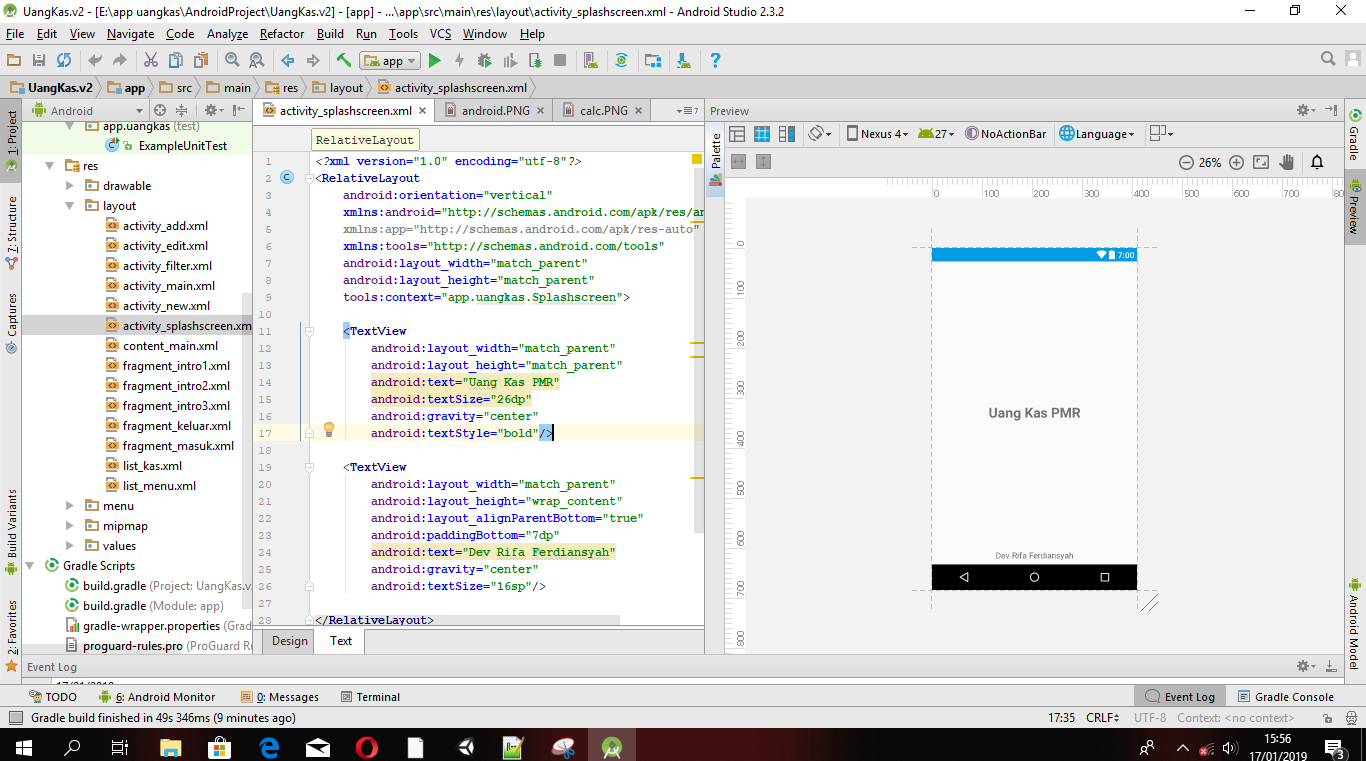 UangKas.v2 - [E:\app uangkas\AndroidProject\UangKas.v2] - [app] - ...\app\src\main\res\layout\activity_splashscreen.xml - Android Studio 2.3.2
File Edit View Navigate Code Analyze Refactor Build Run Tools VCS Window Help
app
UangKas.v2 app src main res layout activity_splashscreen.xml
1: Project
7: Structure
Captures
Build Variants
2: Favorites
Android
app.uangkas (test)
ExampleUnitTest
res
drawable
layout
activity_add.xml
activity_edit.xml
activity_filter.xml
activity_main.xml
activity_new.xml
activity_splashscreen.xm
content_main.xml
fragment_intro1.xml
fragment_intro2.xml
fragment_intro3.xml
fragment_keluar.xml
fragment_masuk.xml
list_kas.xml
list_menu.xml
menu
mipmap
values
Gradle Scripts
build.gradle (Project: UangKas.v
build.gradle (Module: app)
gradle-wrapper.properties (Grad
proguard-rules.pro (ProGuard R
activity_splashscreen.xml android.PNG calc.PNG 7
RelativeLayout
1 <?xml version="1.0" encoding="utf-8"?>
2 <RelativeLayout
3 android:orientation="vertical"
4 xmlns:android="http://schemas.android.com/apk/res/an
5 xmlns:app="http://schemas.android.com/apk/res-auto"
6 xmlns:tools="http://schemas.android.com/tools"
7 android:layout_width="match_parent"
8 android:layout_height="match_parent"
9 tools:context="app.uangkas.Splashscreen">
10
11 <TextView
12 android:layout_width="match_parent"
13 android:layout_height="match_parent"
14 android:text="Uang Kas PMR"
15 android:textSize="26dp"
16 android:gravity="center"
17 android:textStyle="bold"/>
18
19 <TextView
20 android:layout_width="match_parent"
21 android:layout_height="wrap_content"
22 android:layout_alignParentBottom="true"
23 android:paddingBottom="7dp"
24 android:text="Dev Rifa Ferdiansyah"
25 android:gravity="center"
26 android:textSize="16sp"/>
27
28 </RelativeLayout>
Design Text
Preview
Palette
Nexus 4 27 NoActionBar Language
26%
0 100 200 300 400 500 600 700 80
0
100
200
300
400
500
600
700
800
7:00
Uang Kas PMR
Dev Rifa Ferdiansyah
Gradle
Preview
Android Model
Event Log
17/01/2019
TODO 6: Android Monitor 0: Messages Terminal Event Log Gradle Console
Gradle build finished in 49s 346ms (9 minutes ago) 17:35 CRLF UTF-8 Context: <no context>
15:56
17/01/2019
3